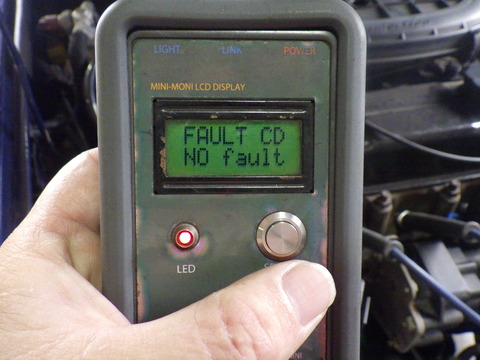 LIGHT LINK POWER
MINI-MONI LCD DISPLAY
FAULT CD
NO fault
LED